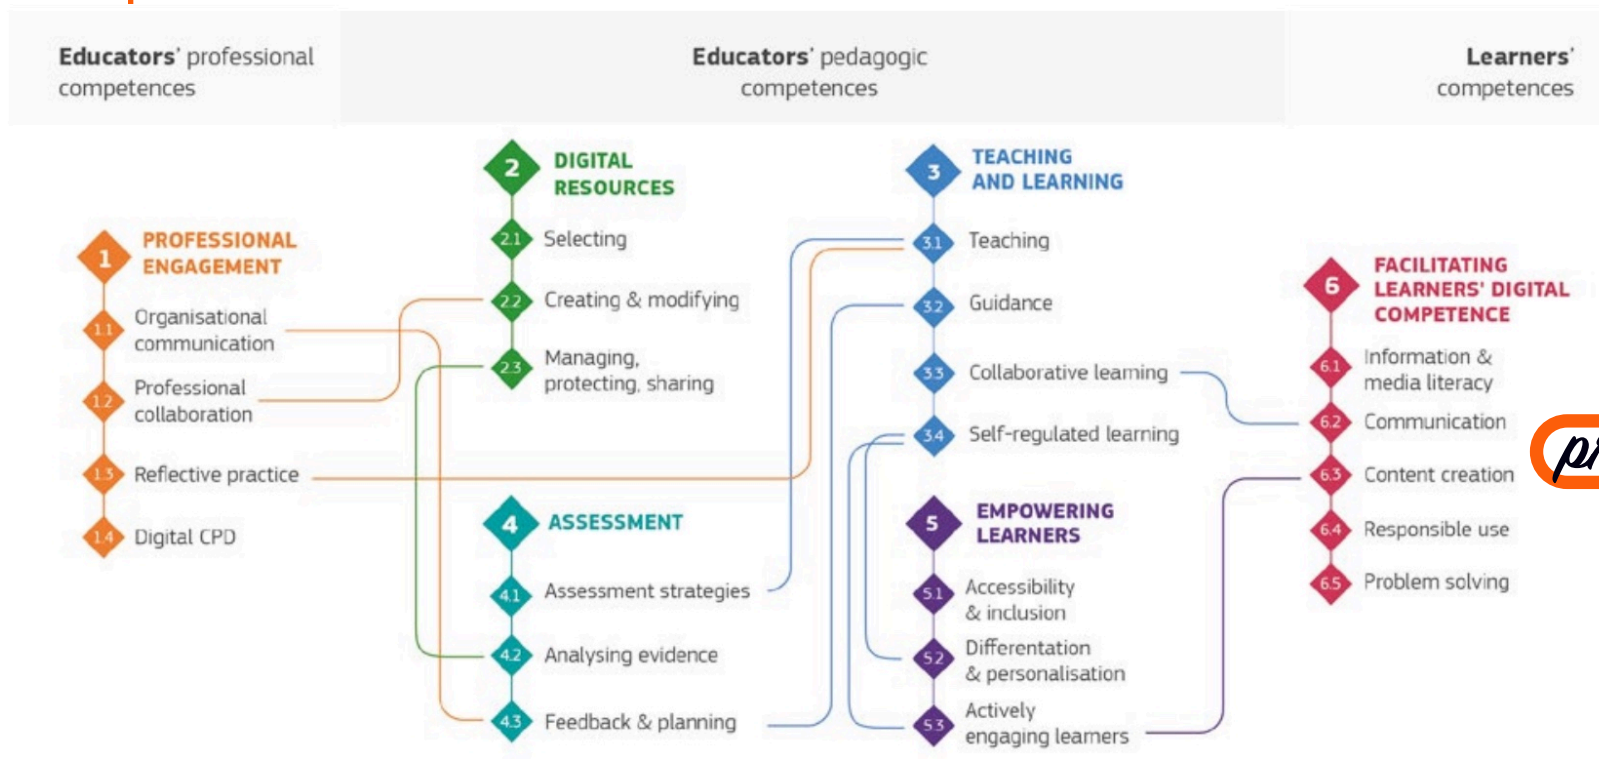 Educators' professional
competences
Educators' pedagogic
competences
Learners'
competences
1
PROFESSIONAL
ENGAGEMENT
1.1
Organisational
communication
1.2
Professional
collaboration
1.3
Reflective practice
1.4
Digital CPD
2
DIGITAL
RESOURCES
2.1
Selecting
2.2
Creating & modifying
2.3
Managing,
protecting, sharing
3
TEACHING
AND LEARNING
3.1
Teaching
3.2
Guidance
3.3
Collaborative learning
3.4
Self-regulated learning
4
ASSESSMENT
4.1
Assessment strategies
4.2
Analysing evidence
4.3
Feedback & planning
5
EMPOWERING
LEARNERS
5.1
Accessibility
& inclusion
5.2
Differentation
& personalisation
5.3
Actively
engaging learners
6
FACILITATING
LEARNERS' DIGITAL
COMPETENCE
6.1
Information &
media literacy
6.2
Communication
6.3
Content creation
6.4
Responsible use
6.5
Problem solving